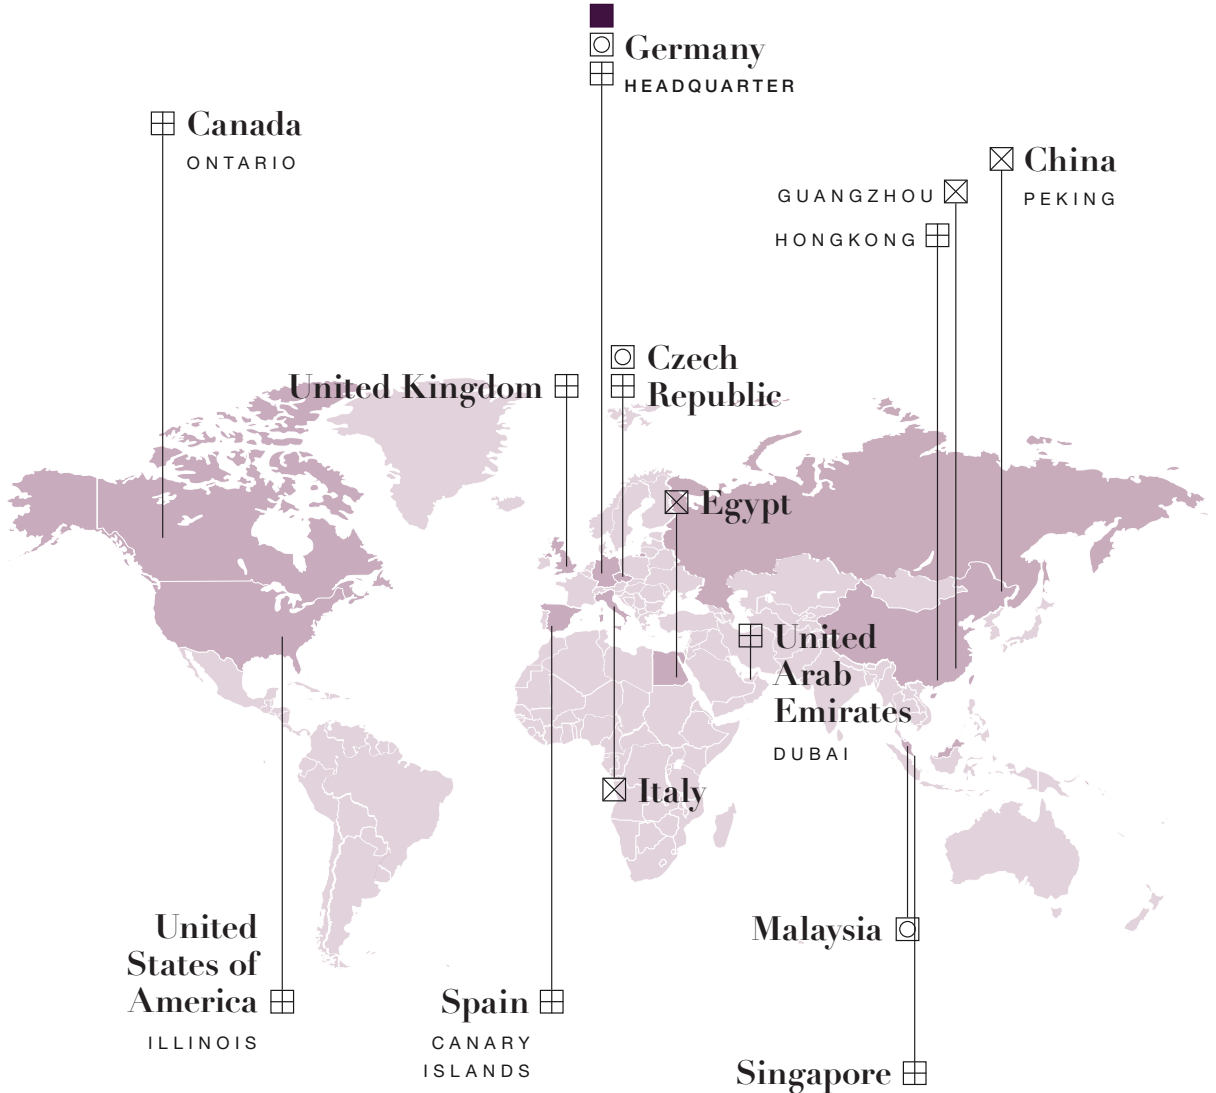 Germany
HEADQUARTER
Canada
ONTARIO
China
PEKING
GUANGZHOU
HONGKONG
Czech
Republic
United Kingdom
Egypt
United
Arab
Emirates
DUBAI
Italy
Malaysia
United
States of
America
ILLINOIS
Spain
CANARY
ISLANDS
Singapore